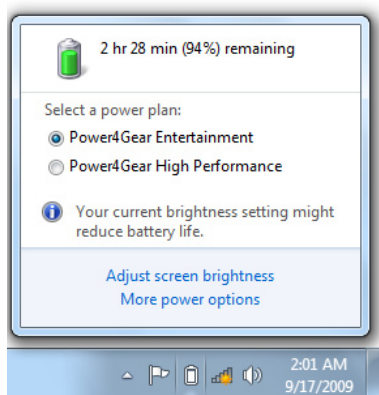 2 hr 28 min (94%) remaining
Select a power plan:
Power4Gear Entertainment
Power4Gear High Performance
Your current brightness setting might
reduce battery life.
Adjust screen brightness
More power options
2:01 AM
9/17/2009